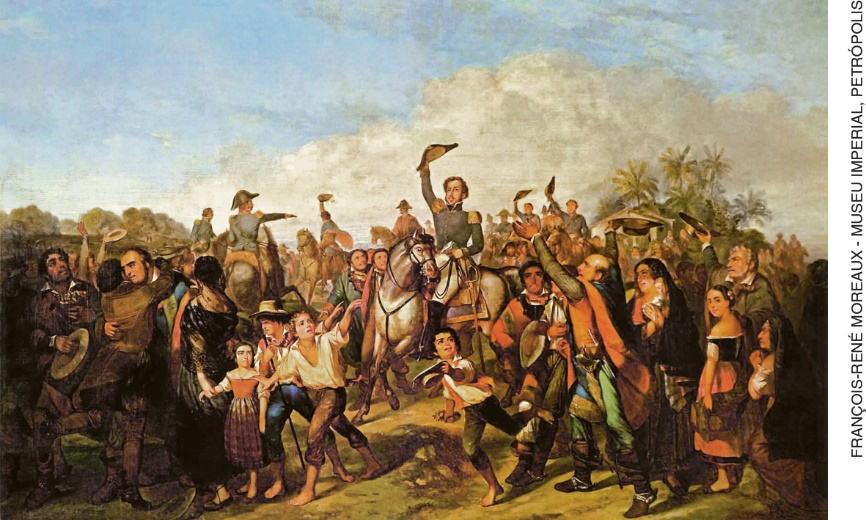 FRANÇOIS-RENÉ MOREAUX - MUSEU IMPERIAL, PETRÓPOLIS